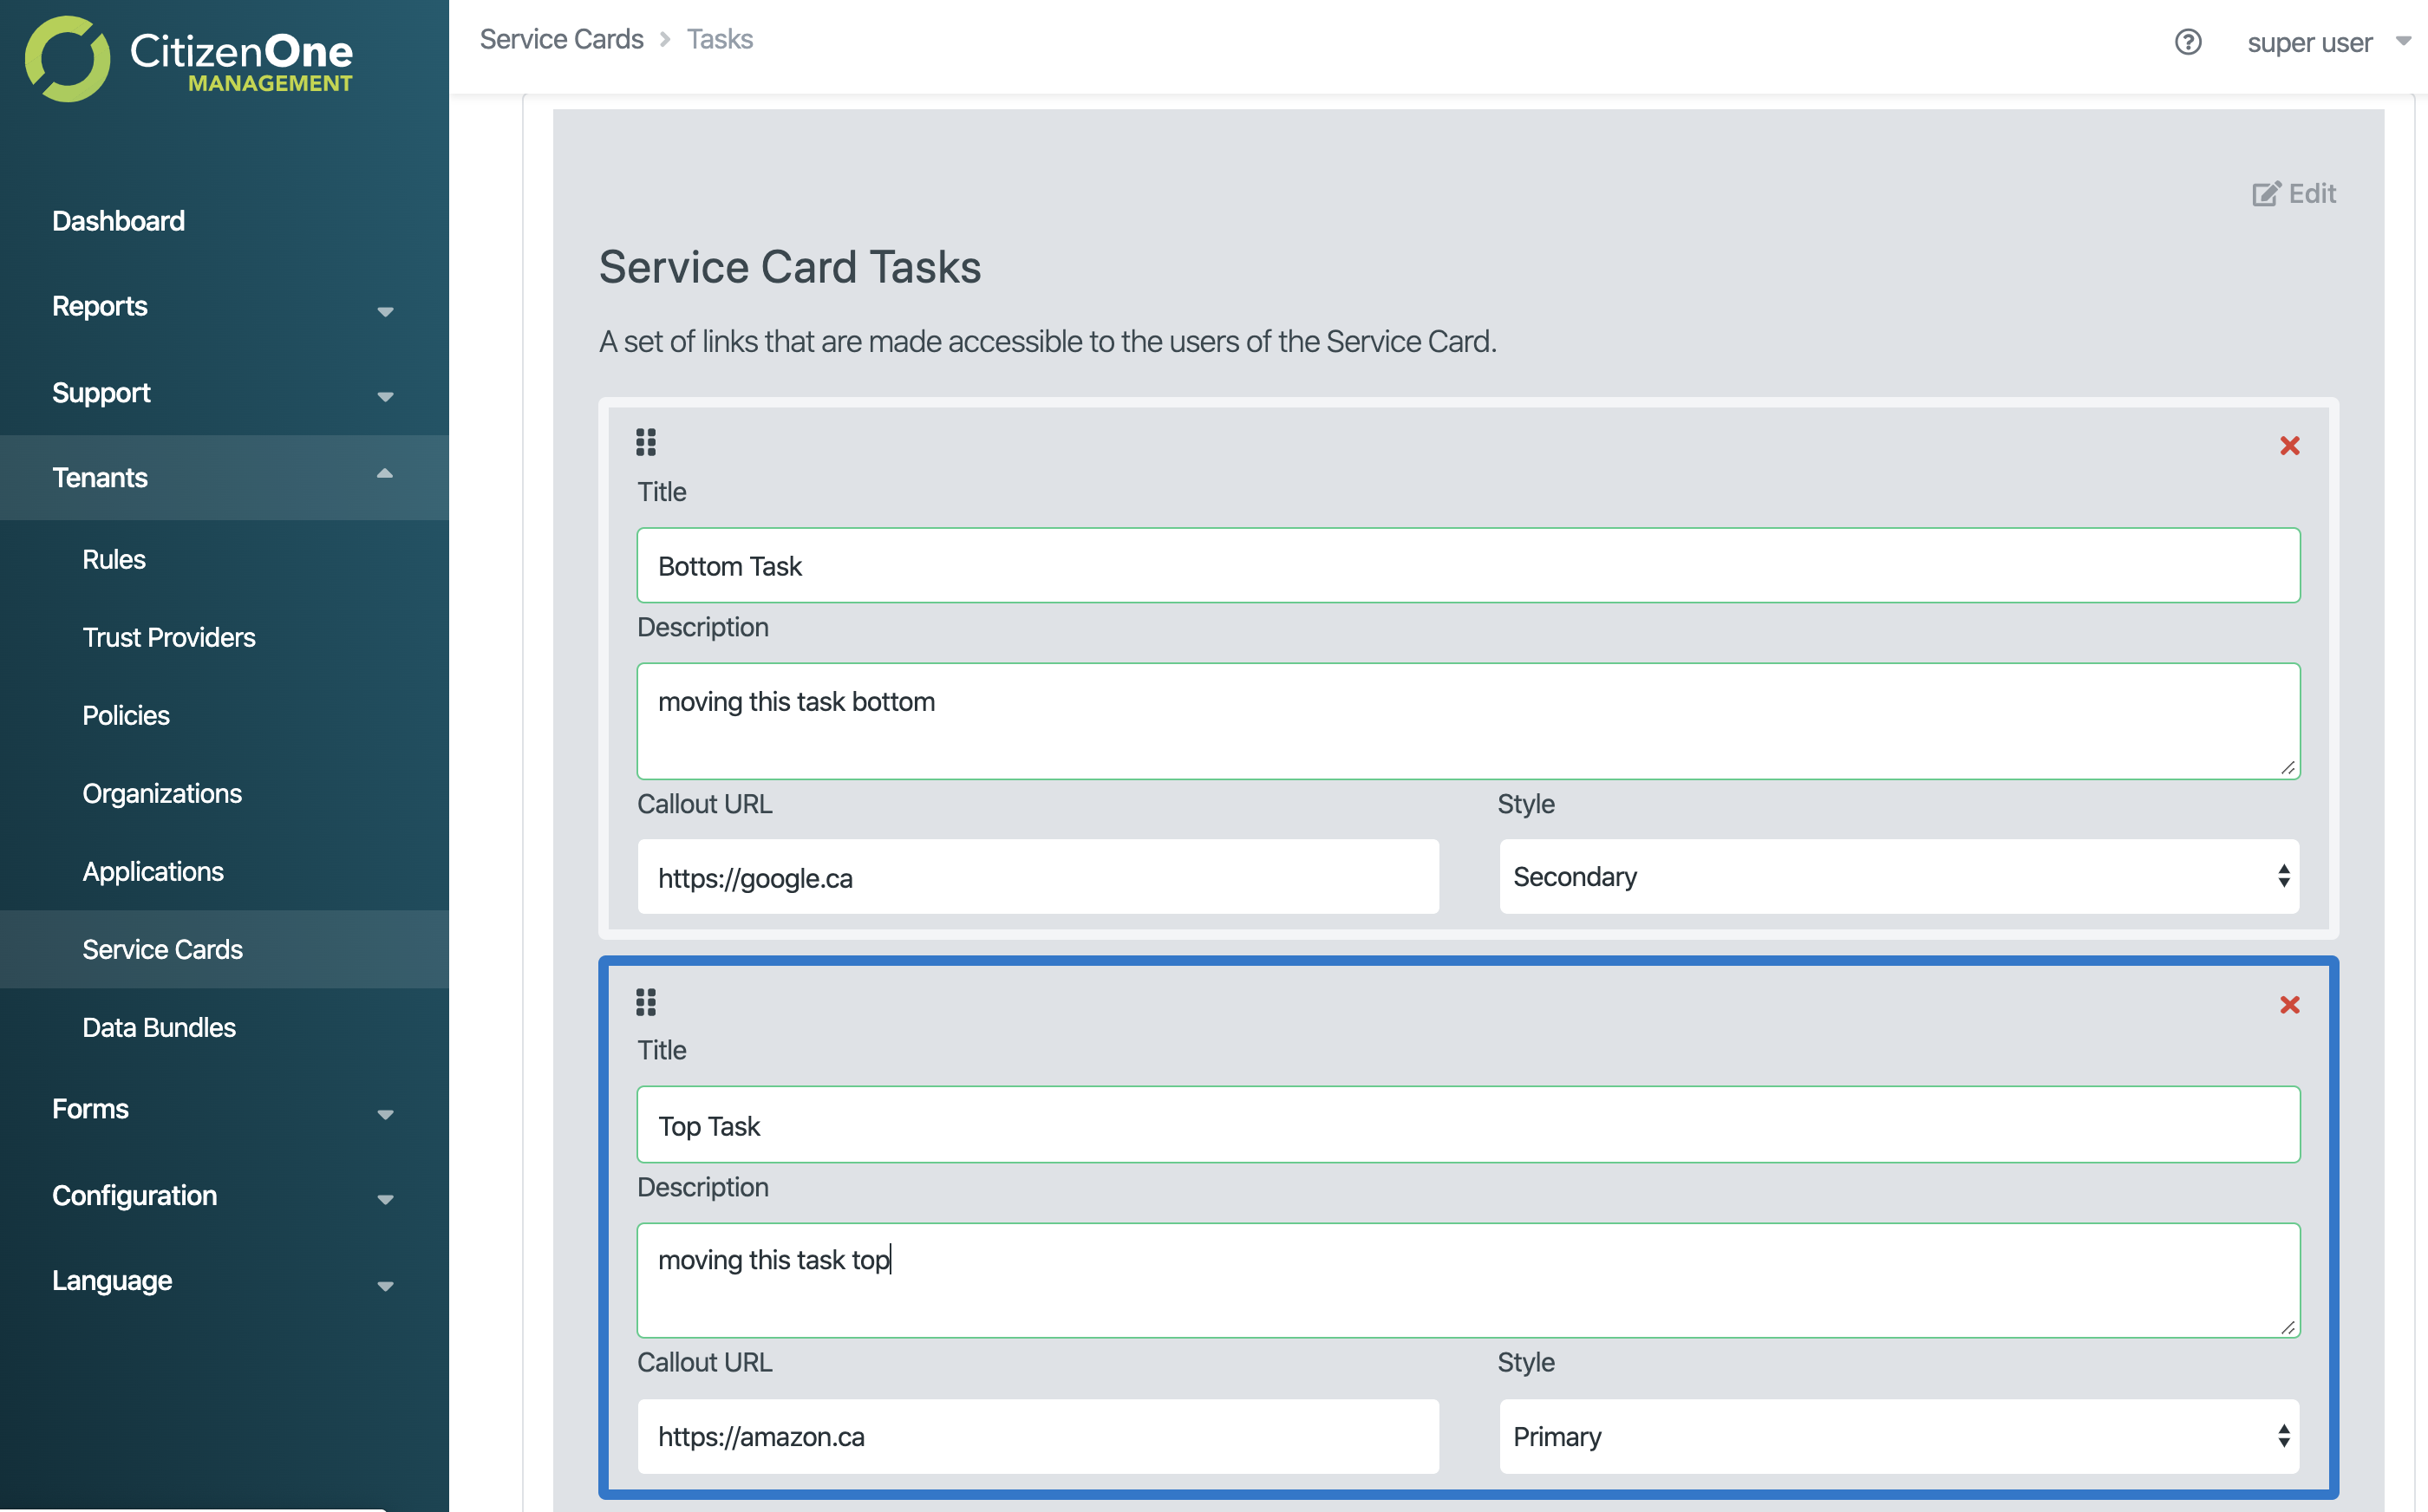 CitizenOne
MANAGEMENT
Service Cards > Tasks
super user
Dashboard
Reports
Support
Tenants
Rules
Trust Providers
Policies
Organizations
Applications
Service Cards
Data Bundles
Forms
Configuration
Language
Edit
Service Card Tasks
A set of links that are made accessible to the users of the Service Card.
Title
Bottom Task
Description
moving this task bottom
Callout URL Style
https://google.ca Secondary
Title
Top Task
Description
moving this task top
Callout URL Style
https://amazon.ca Primary